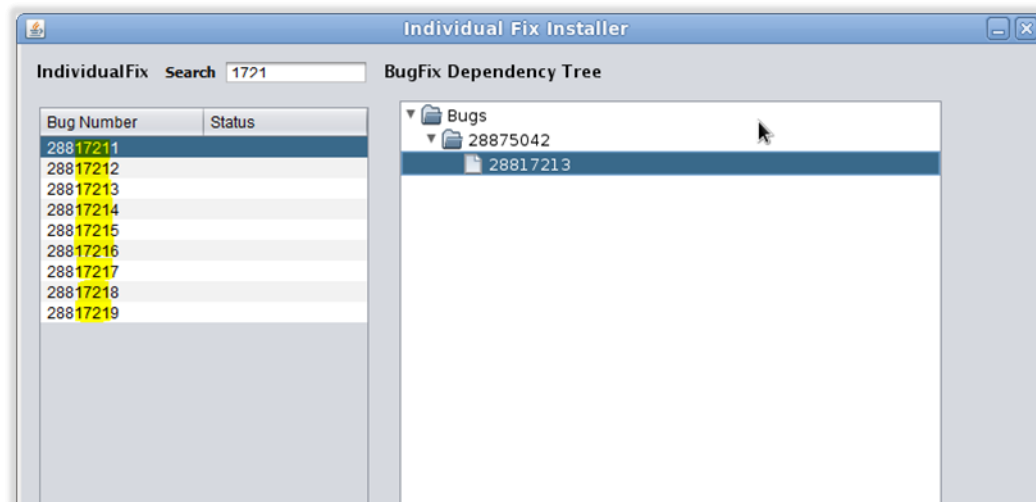 Individual Fix Installer
IndividualFix Search 1721 BugFix Dependency Tree
Bug Number Status
28817211
28817212
28817213
28817214
28817215
28817216
28817217
28817218
28817219
Bugs
28875042
28817213